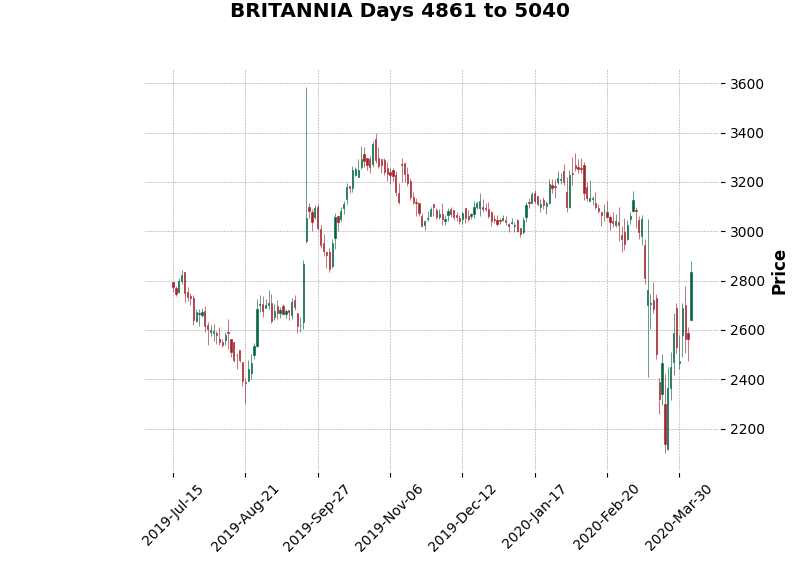 BRITANNIA Days 4861 to 5040
3600
3400
3200
3000
2800
2600
2400
2200
Price
2019-Jul-15
2019-Aug-21
2019-Sep-27
2019-Nov-06
2019-Dec-12
2020-Jan-17
2020-Feb-20
2020-Mar-30